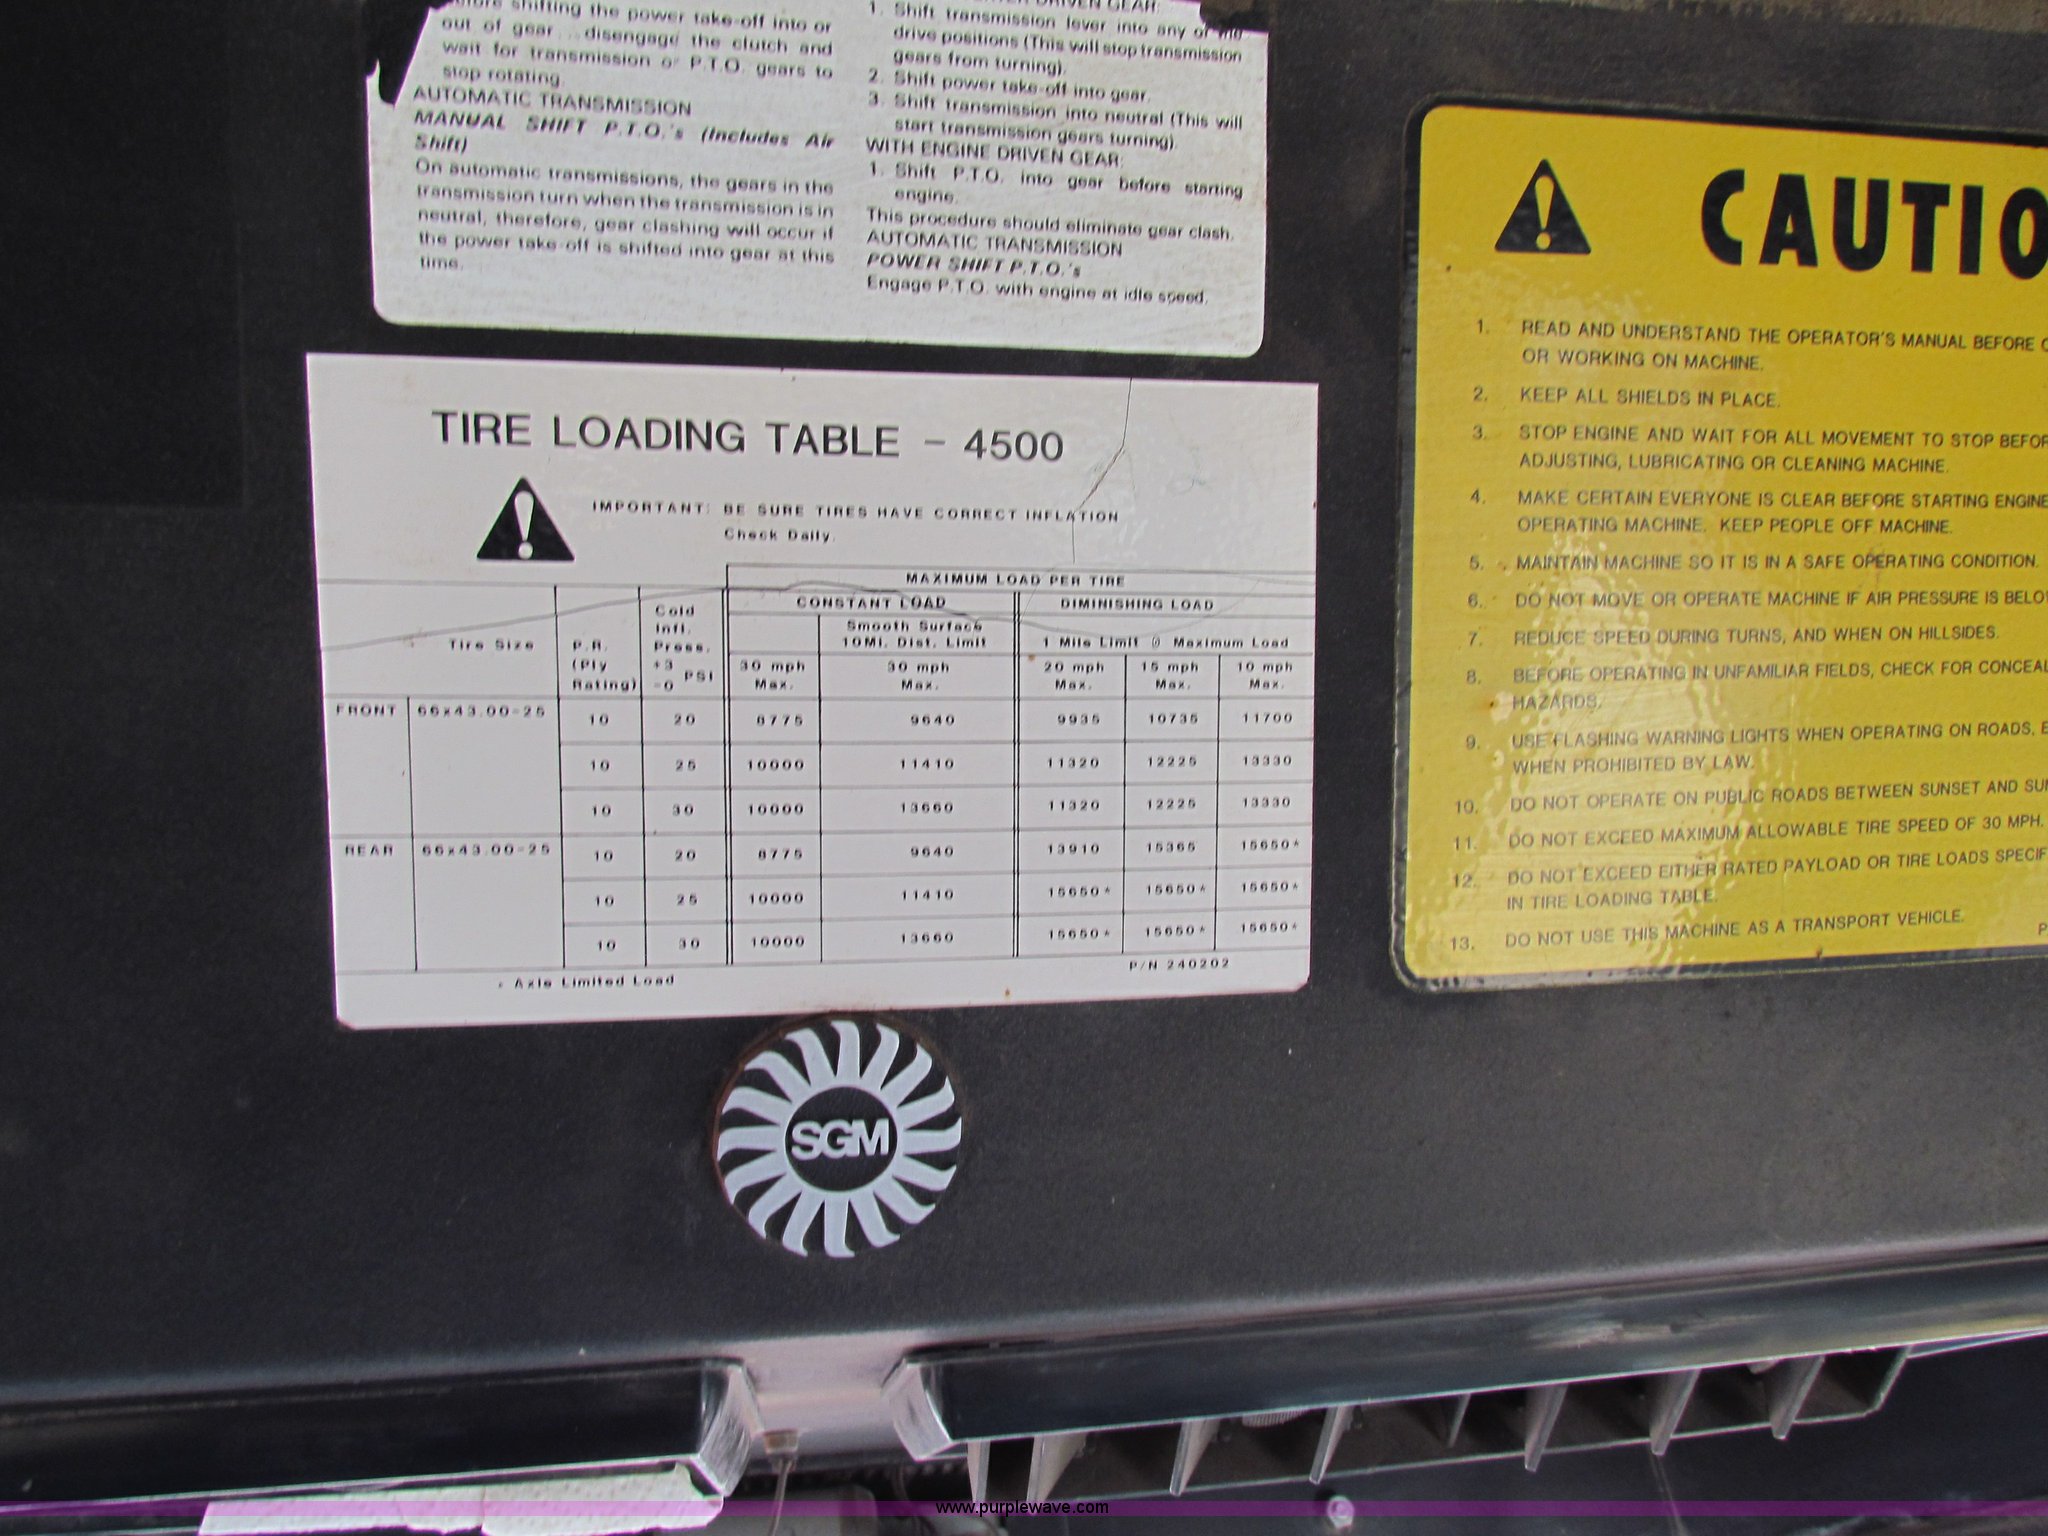 before shifting the power take-off into or
out of gear... disengage the clutch and
wait for transmission or P.T.O. gears to
stop rotating.
AUTOMATIC TRANSMISSION
MANUAL SHIFT P.T.O.'s (Includes Air
Shift)
On automatic transmissions, the gears in the
transmission turn when the transmission is in
neutral, therefore, gear clashing will occur if
the power take-off is shifted into gear at this
time.
DRIVEN GEAR:
1. Shift transmission lever into any of the
drive positions (This will stop transmission
gears from turning).
2. Shift power take-off into gear.
3. Shift transmission into neutral (This will
start transmission gears turning).
WITH ENGINE DRIVEN GEAR:
1. Shift P.T.O. into gear before starting
engine.
This procedure should eliminate gear clash.
AUTOMATIC TRANSMISSION
POWER SHIFT P.T.O.'s
Engage P.T.O. with engine at idle speed.
TIRE LOADING TABLE - 4500
IMPORTANT: BE SURE TIRES HAVE CORRECT INFLATION
Check Daily.
MAXIMUM LOAD PER TIRE
CONSTANT LOAD DIMINISHING LOAD
Tire Size P.R. (Ply Rating) Cold Infl. Press. +3 -0 PSI
Smooth Surface 10Mi. Dist. Limit 1 Mile Limit @ Maximum Load
30 mph Max. 30 mph Max. 20 mph Max. 15 mph Max. 10 mph Max.
FRONT 66x43.00-25 10 20 8775 9640 9935 10735 11700
10 25 10000 11410 11320 12225 13330
10 30 10000 13660 11320 12225 13330
REAR 66x43.00-25 10 20 8775 9640 13910 15365 15650*
10 25 10000 11410 15650* 15650* 15650*
10 30 10000 13660 15650* 15650* 15650*
* Axle Limited Load P/N 240202
SGM
CAUTIO
1. READ AND UNDERSTAND THE OPERATOR'S MANUAL BEFORE O
OR WORKING ON MACHINE.
2. KEEP ALL SHIELDS IN PLACE.
3. STOP ENGINE AND WAIT FOR ALL MOVEMENT TO STOP BEFOR
ADJUSTING, LUBRICATING OR CLEANING MACHINE.
4. MAKE CERTAIN EVERYONE IS CLEAR BEFORE STARTING ENGINE
OPERATING MACHINE. KEEP PEOPLE OFF MACHINE.
5. MAINTAIN MACHINE SO IT IS IN A SAFE OPERATING CONDITION.
6. DO NOT MOVE OR OPERATE MACHINE IF AIR PRESSURE IS BELO
7. REDUCE SPEED DURING TURNS, AND WHEN ON HILLSIDES.
8. BEFORE OPERATING IN UNFAMILIAR FIELDS, CHECK FOR CONCEAL
HAZARDS.
9. USE FLASHING WARNING LIGHTS WHEN OPERATING ON ROADS, E
WHEN PROHIBITED BY LAW.
10. DO NOT OPERATE ON PUBLIC ROADS BETWEEN SUNSET AND SU
11. DO NOT EXCEED MAXIMUM ALLOWABLE TIRE SPEED OF 30 MPH.
12. DO NOT EXCEED EITHER RATED PAYLOAD OR TIRE LOADS SPECIF
IN TIRE LOADING TABLE.
13. DO NOT USE THIS MACHINE AS A TRANSPORT VEHICLE.
P
www.purplewave.com